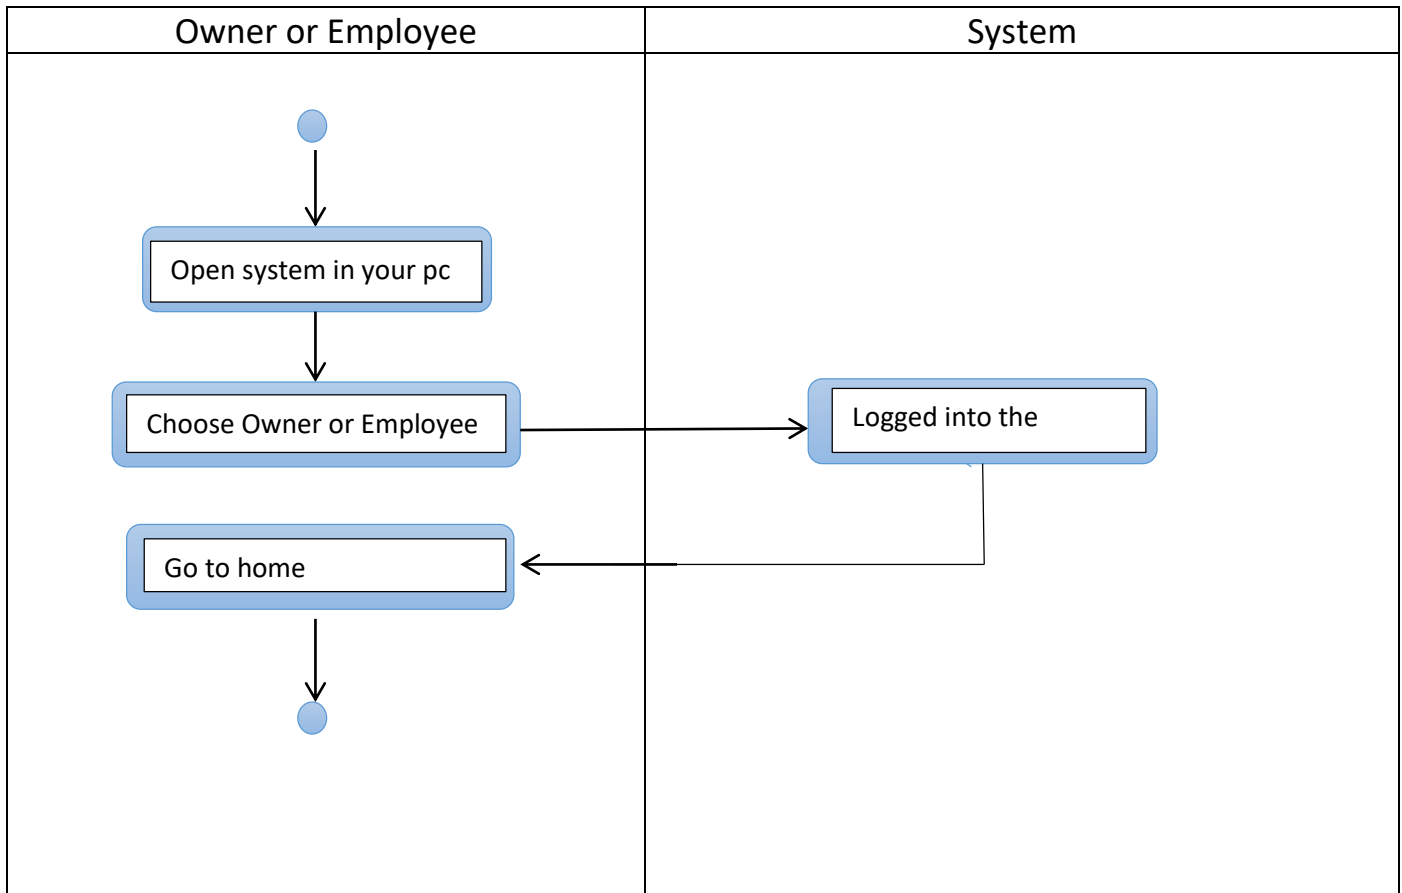 Owner or Employee
System
Open system in your pc
Choose Owner or Employee
Logged into the
Go to home